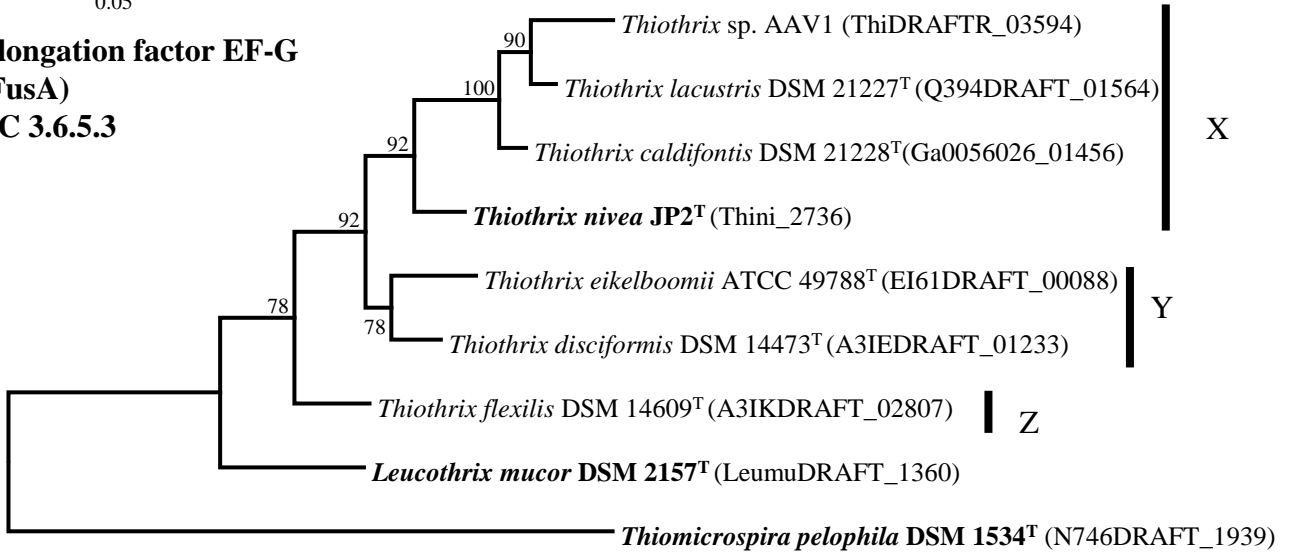 0.05
longation factor EF-G
FusA)
C 3.6.5.3
90
Thiothrix sp. AAV1 (ThiDRAFTR_03594)
100
Thiothrix lacustris DSM 21227ᵀ (Q394DRAFT_01564)
X
92
Thiothrix caldifontis DSM 21228ᵀ(Ga0056026_01456)
92
Thiothrix nivea JP2ᵀ (Thini_2736)
Thiothrix eikelboomii ATCC 49788ᵀ (EI61DRAFT_00088)
Y
78
78
Thiothrix disciformis DSM 14473ᵀ (A3IEDRAFT_01233)
Thiothrix flexilis DSM 14609ᵀ (A3IKDRAFT_02807)
Z
Leucothrix mucor DSM 2157ᵀ (LeumuDRAFT_1360)
Thiomicrospira pelophila DSM 1534ᵀ (N746DRAFT_1939)